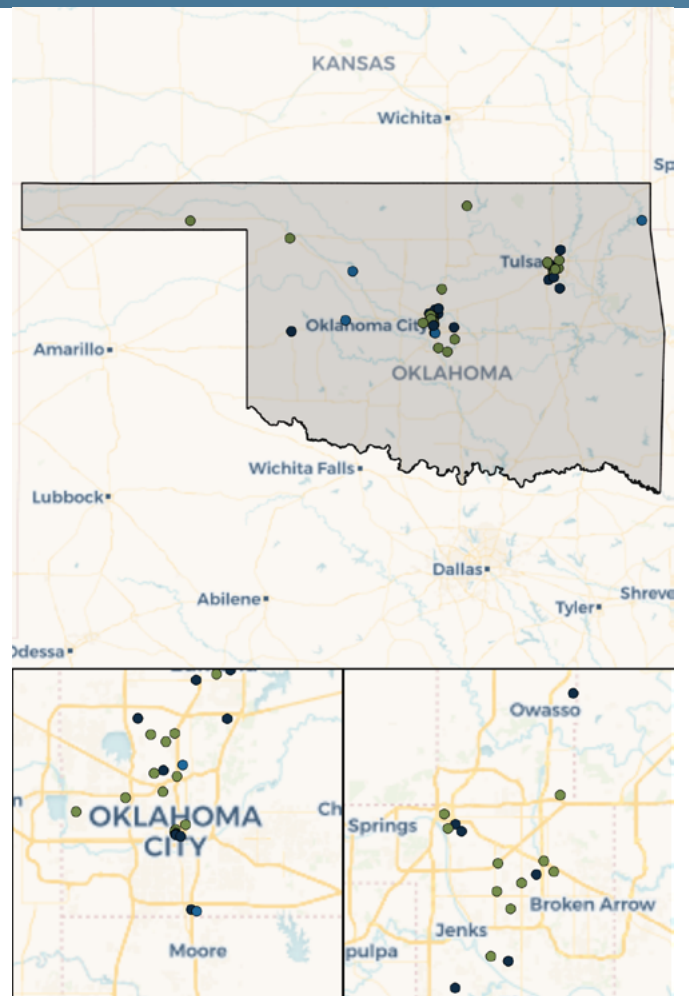 KANSAS
Wichita
Sp
Tulsa
Oklahoma City
Amarillo
OKLAHOMA
Wichita Falls
Lubbock
Dallas
Abilene
Shreve
Tyler
Odessa
Owasso
n
OKLAHOMA
CITY
Ch
Springs
Broken Arrow
Jenks
Moore
pulpa